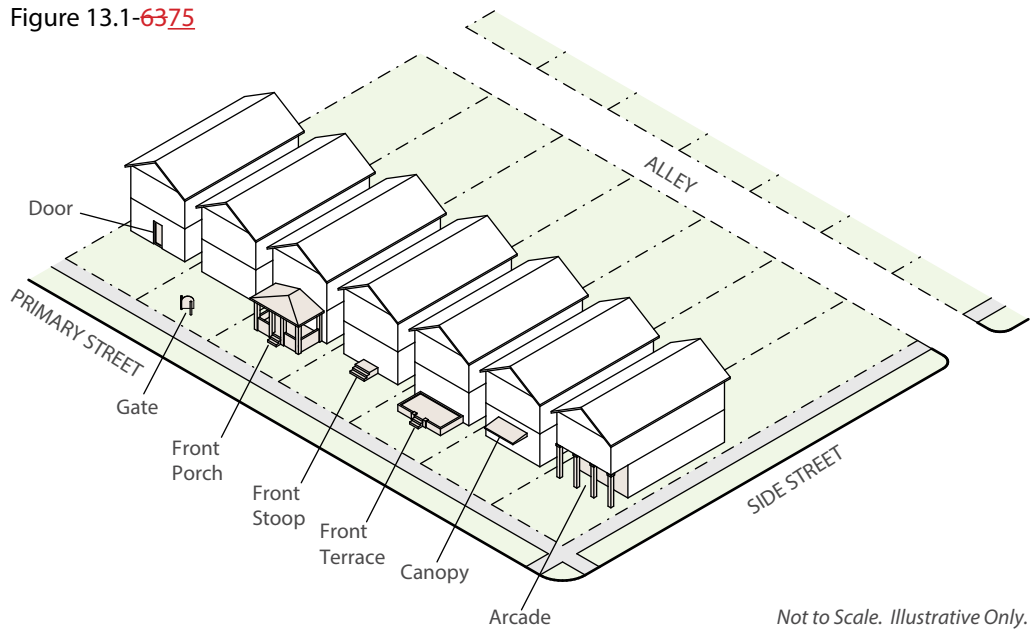 Figure 13.1-6375
ALLEY
Door
PRIMARY STREET
Gate
Front
Porch
Front
Stoop
Front
Terrace
Canopy
Arcade
SIDE STREET
Not to Scale. Illustrative Only.